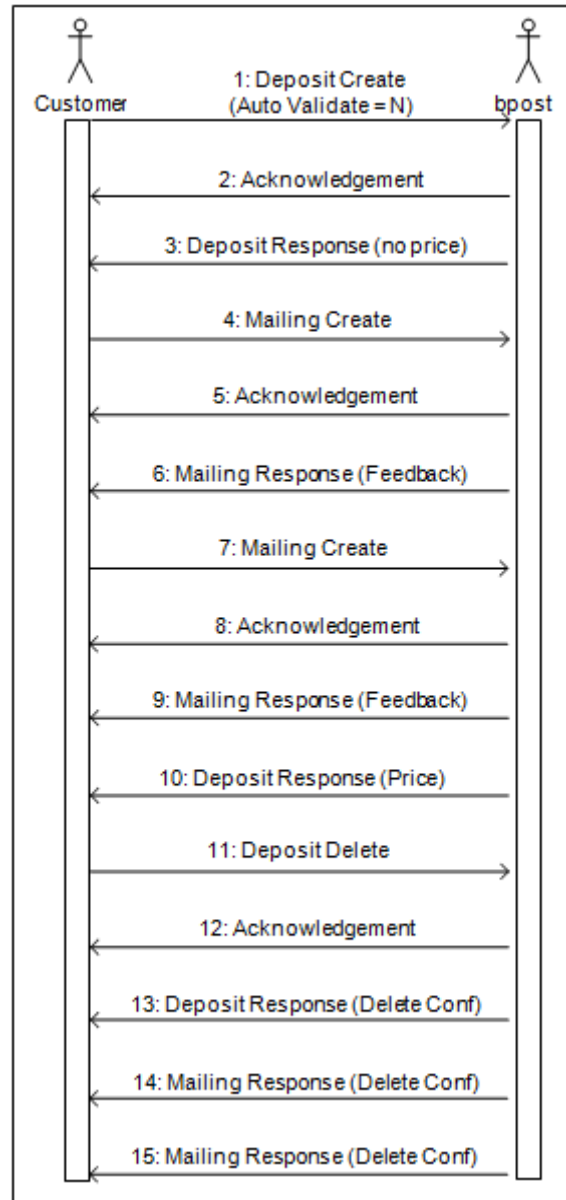 Customer
bpost
1: Deposit Create
(Auto Validate = N)
2: Acknowledgement
3: Deposit Response (no price)
4: Mailing Create
5: Acknowledgement
6: Mailing Response (Feedback)
7: Mailing Create
8: Acknowledgement
9: Mailing Response (Feedback)
10: Deposit Response (Price)
11: Deposit Delete
12: Acknowledgement
13: Deposit Response (Delete Conf)
14: Mailing Response (Delete Conf)
15: Mailing Response (Delete Conf)